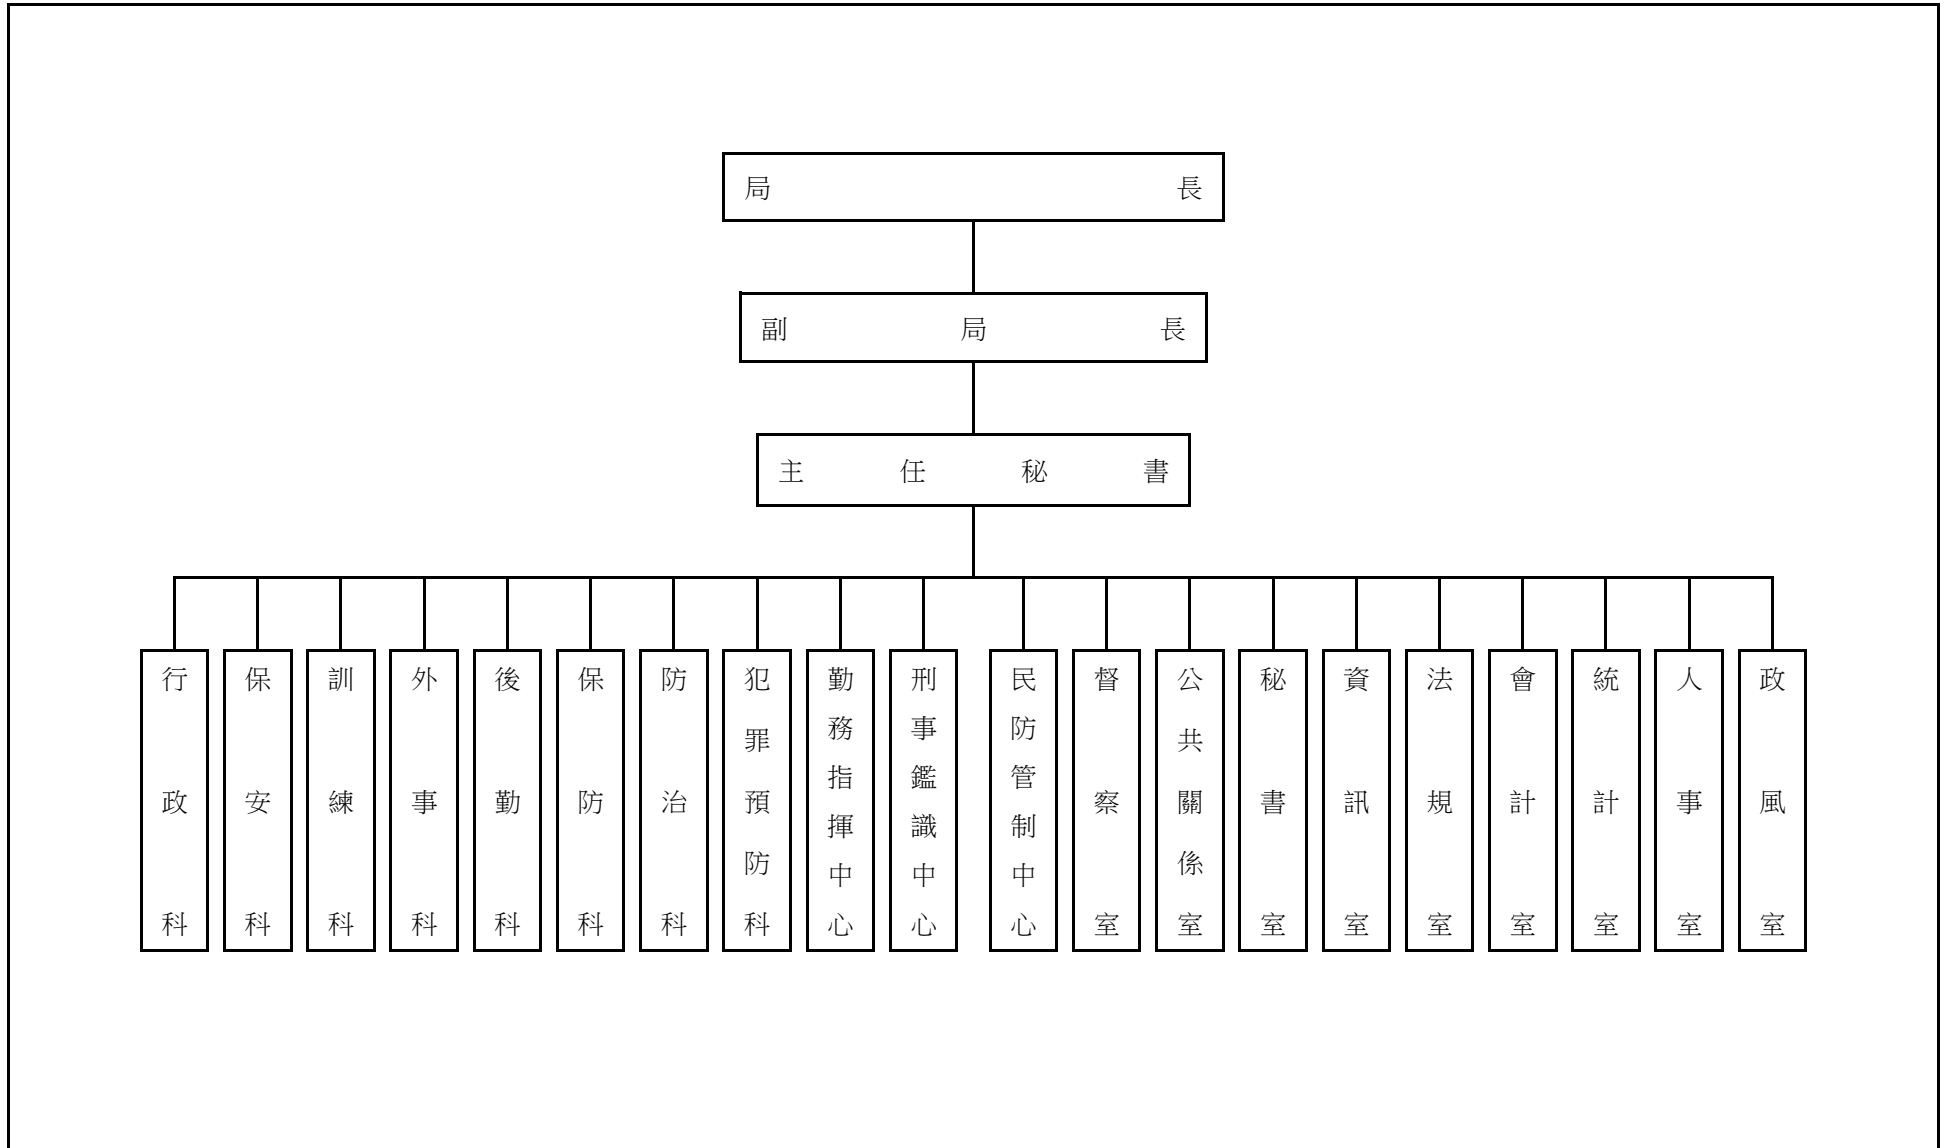 局長
副局長
主任秘書
行政科
保安科
訓練科
外事科
後勤科
保防科
防治科
犯罪預防科
勤務指揮中心
刑事鑑識中心
民防管制中心
督察室
公共關係室
秘書室
資訊室
法規室
會計室
統計室
人事室
政風室